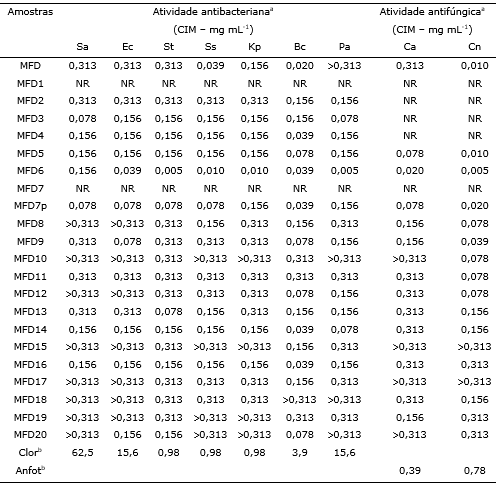 Amostras Atividade antibacterianaᵃ Atividade antifúngicaᵃ
(CIM – mg mL⁻¹) (CIM – mg mL⁻¹)
Sa Ec St Ss Kp Bc Pa Ca Cn
MFD 0,313 0,313 0,313 0,039 0,156 0,020 >0,313 0,313 0,010
MFD1 NR NR NR NR NR NR NR NR NR
MFD2 0,313 0,313 0,313 0,313 0,313 0,156 0,156 NR NR
MFD3 0,078 0,156 0,156 0,156 0,156 0,156 0,078 NR NR
MFD4 0,156 0,156 0,156 0,156 0,156 0,039 0,156 NR NR
MFD5 0,156 0,156 0,156 0,156 0,156 0,078 0,156 0,078 0,010
MFD6 0,156 0,039 0,005 0,010 0,010 0,039 0,005 0,020 0,005
MFD7 NR NR NR NR NR NR NR NR NR
MFD7p 0,078 0,078 0,078 0,078 0,156 0,039 0,156 0,078 0,020
MFD8 >0,313 >0,313 0,313 0,156 0,313 0,156 0,313 0,156 0,078
MFD9 0,313 0,078 0,313 0,313 0,313 0,078 0,156 0,156 0,039
MFD10 >0,313 >0,313 0,313 >0,313 >0,313 0,313 >0,313 >0,313 0,078
MFD11 0,313 0,313 0,313 0,313 0,313 0,313 0,313 0,313 0,078
MFD12 >0,313 >0,313 0,313 0,313 0,313 0,078 0,156 0,313 0,078
MFD13 0,313 0,313 0,078 0,156 0,313 0,156 0,156 0,313 0,156
MFD14 0,156 0,156 0,156 0,156 0,156 0,039 0,078 0,313 0,156
MFD15 >0,313 >0,313 0,313 >0,313 >0,313 0,156 0,313 >0,313 >0,313
MFD16 0,156 0,156 0,156 0,156 0,156 0,039 0,156 0,313 0,313
MFD17 >0,313 >0,313 0,313 0,313 0,313 0,156 0,313 >0,313 >0,313
MFD18 >0,313 >0,313 0,313 0,313 0,313 >0,313 >0,313 0,313 0,156
MFD19 >0,313 >0,313 0,313 >0,313 >0,313 0,313 0,313 0,156 0,313
MFD20 >0,313 0,156 0,156 >0,313 >0,313 0,078 >0,313 >0,313 0,313
Clorᵇ 62,5 15,6 0,98 0,98 0,98 3,9 15,6
Anfotᵇ 0,39 0,78